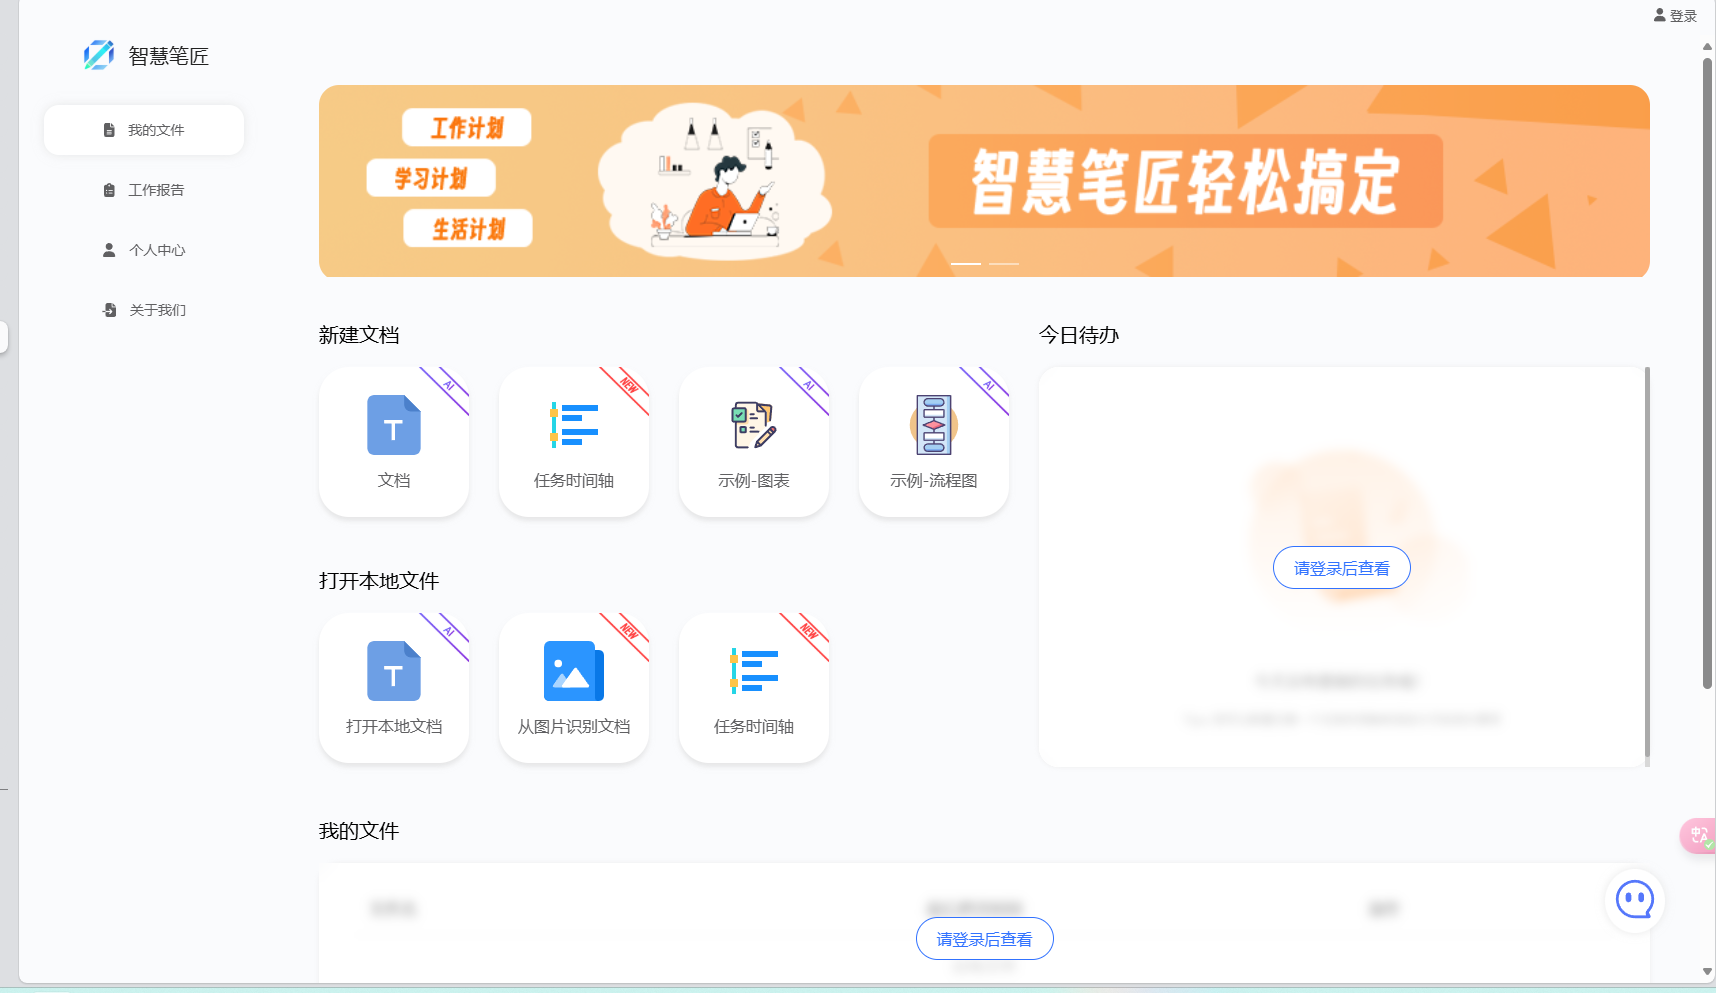 登录
智慧笔匠
我的文件
工作报告
个人中心
关于我们
工作计划
学习计划
生活计划
智慧笔匠轻松搞定
新建文档
AI
文档
NEW
任务时间轴
AI
示例-图表
AI
示例-流程图
今日待办
请登录后查看
打开本地文件
AI
T
打开本地文档
NEW
从图片识别文档
NEW
任务时间轴
我的文件
请登录后查看
中A